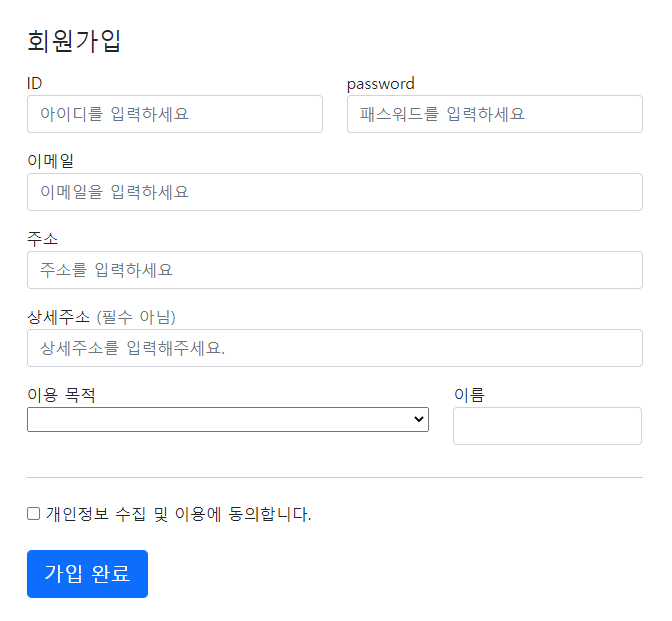 회원가입
ID password
아이디를 입력하세요 패스워드를 입력하세요
이메일
이메일을 입력하세요
주소
주소를 입력하세요
상세주소 (필수 아님)
상세주소를 입력해주세요.
이용 목적 이름
개인정보 수집 및 이용에 동의합니다.
가입 완료